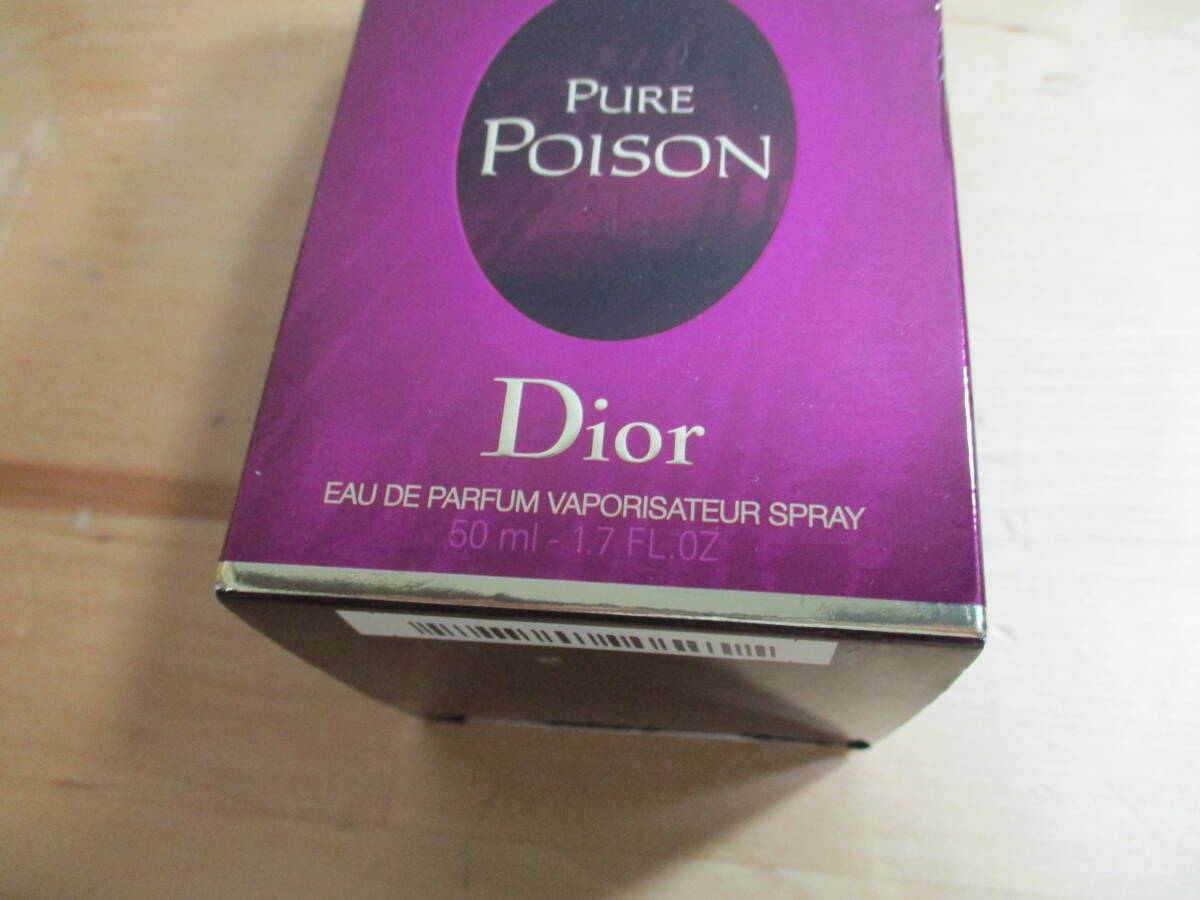 PURE
POISON
Dior
EAU DE PARFUM VAPORISATEUR SPRAY
50 ml - 1.7 FL.OZ